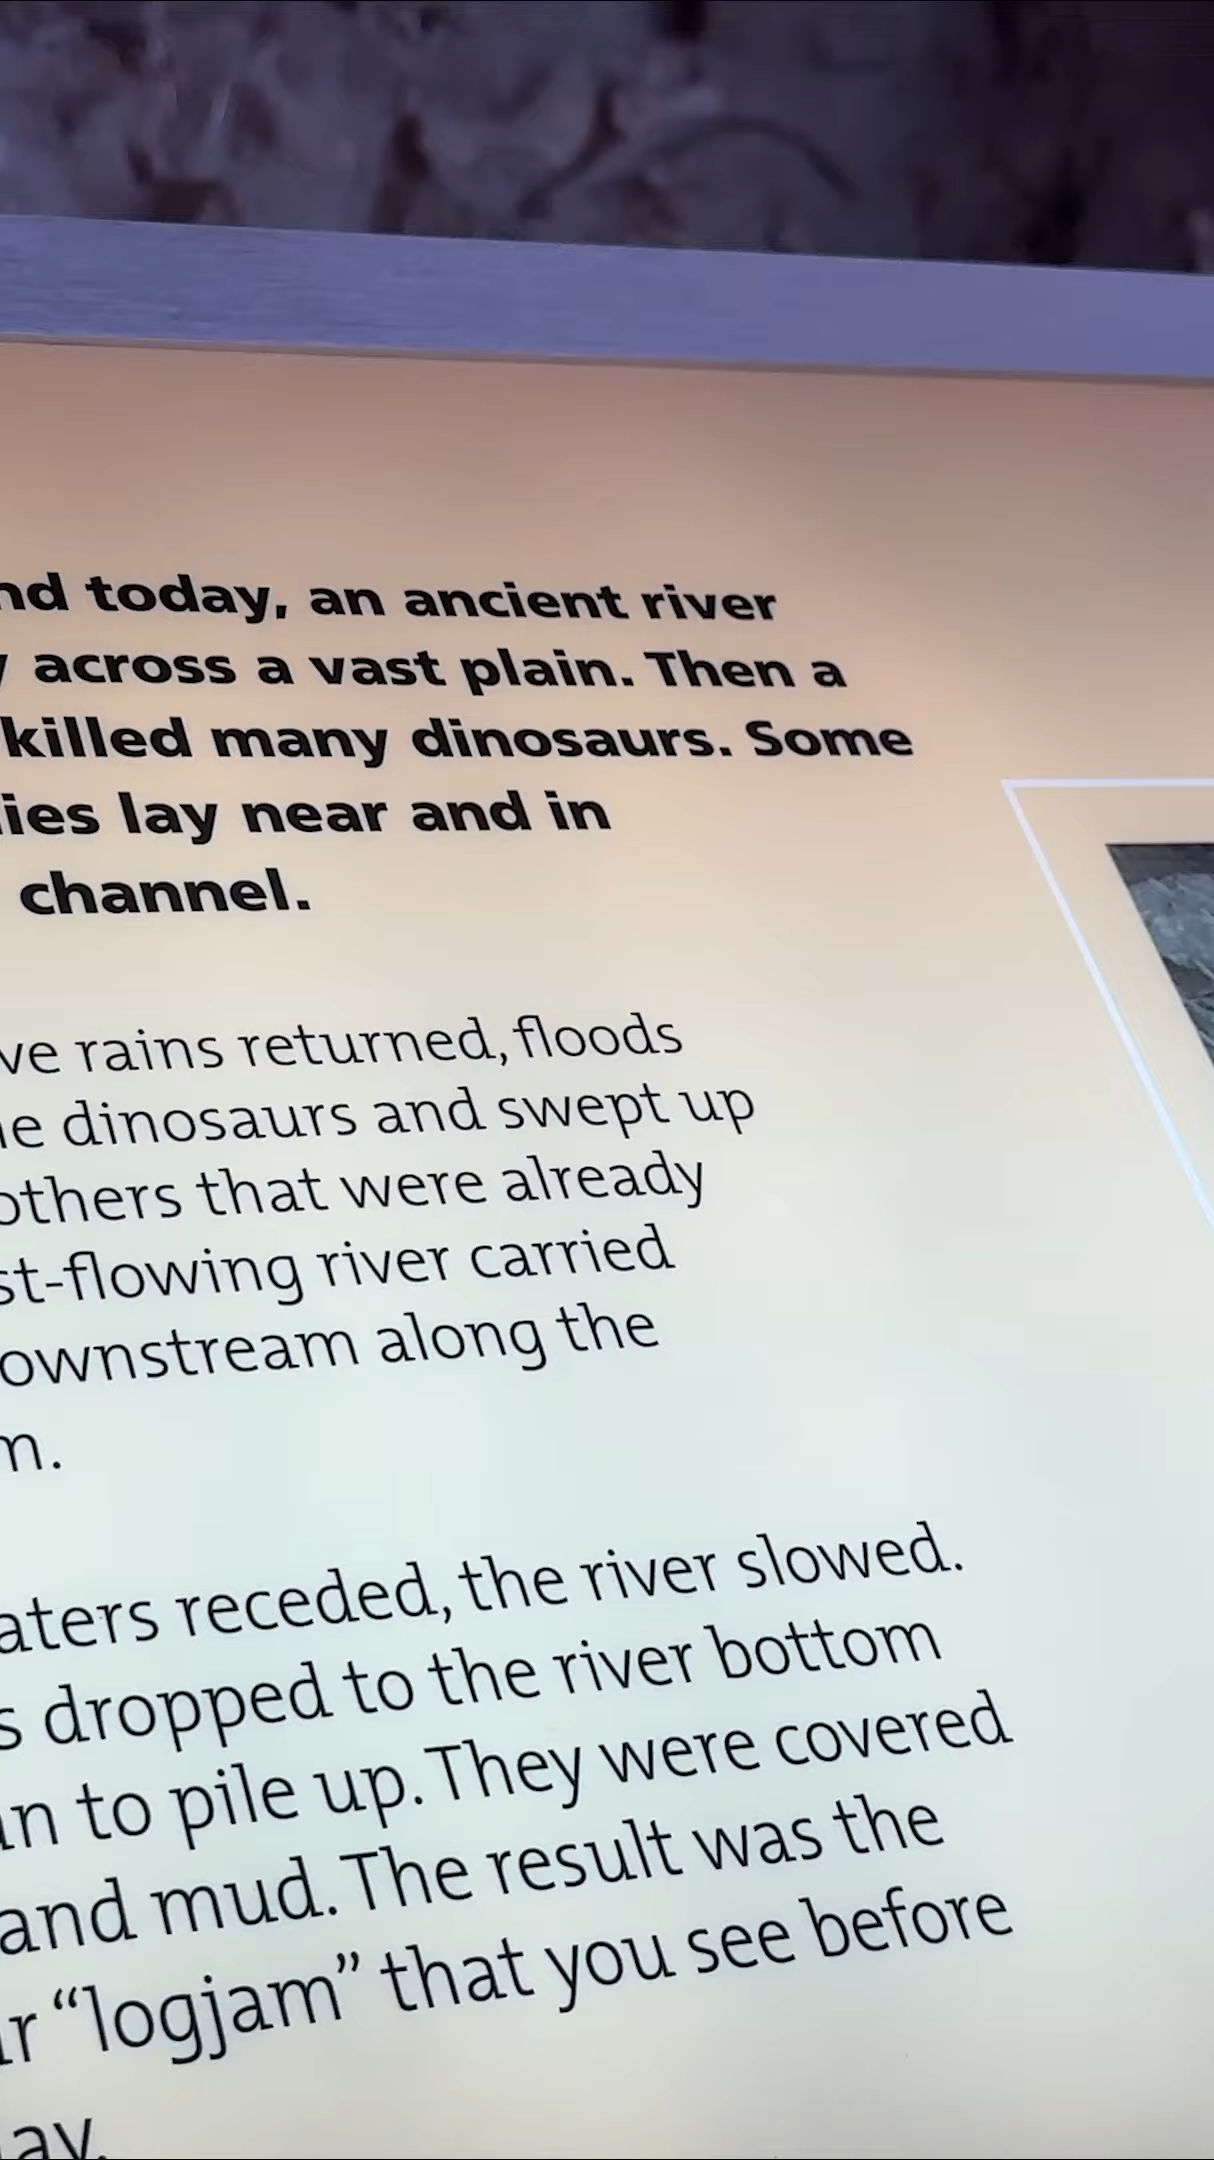 nd today, an ancient river
y across a vast plain. Then a
killed many dinosaurs. Some
ies lay near and in
channel.
ve rains returned, floods
e dinosaurs and swept up
others that were already
st-flowing river carried
ownstream along the
m.
aters receded, the river slowed.
s dropped to the river bottom
an to pile up. They were covered
and mud. The result was the
ur “logjam” that you see before
ay.